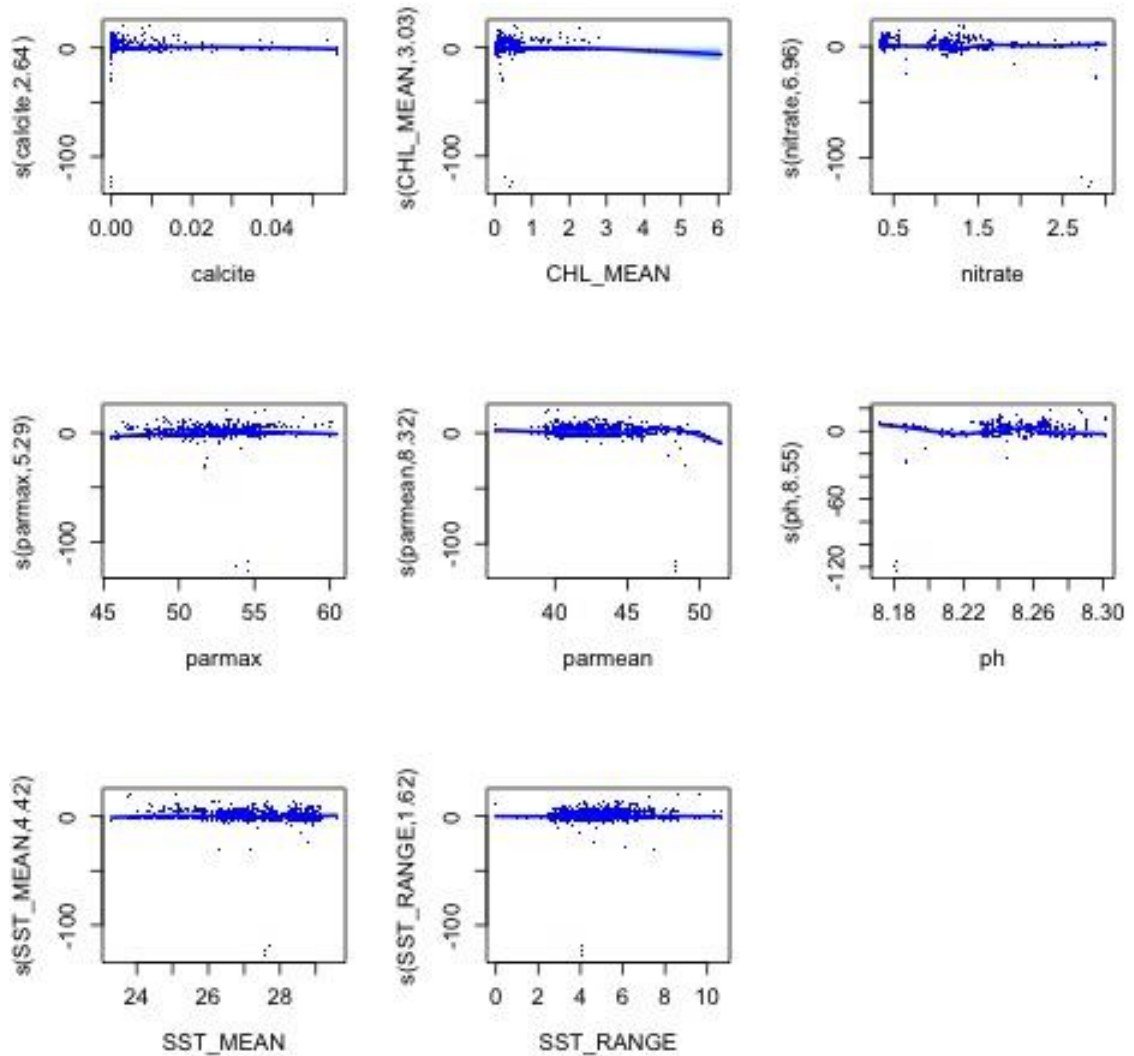 s(calcite,2.64)
0
-100
0.00 0.02 0.04
calcite
s(CHL_MEAN,3.03)
0
-100
0 1 2 3 4 5 6
CHL_MEAN
s(nitrate,6.96)
0
-100
0.5 1.5 2.5
nitrate
s(parmax,5.29)
0
-100
45 50 55 60
parmax
s(parmean,8.32)
0
-100
40 45 50
parmean
s(ph,8.55)
0
-60
-120
8.18 8.22 8.26 8.30
ph
s(SST_MEAN,4.42)
0
-100
24 26 28
SST_MEAN
s(SST_RANGE,1.62)
0
-100
0 2 4 6 8 10
SST_RANGE